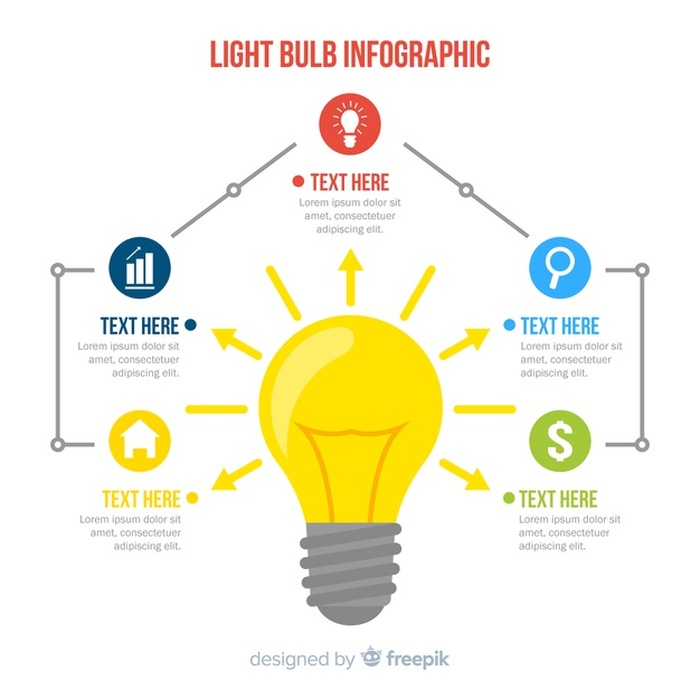 LIGHT BULB INFOGRAPHIC
TEXT HERE
Lorem ipsum dolor sit
amet, consectetuer
adipiscing elit.
TEXT HERE
Lorem ipsum dolor sit
amet, consectetuer
adipiscing elit.
TEXT HERE
Lorem ipsum dolor sit
amet, consectetuer
adipiscing elit.
TEXT HERE
Lorem ipsum dolor sit
amet, consectetuer
adipiscing elit.
TEXT HERE
Lorem ipsum dolor sit
amet, consectetuer
adipiscing elit.
designed by freepik